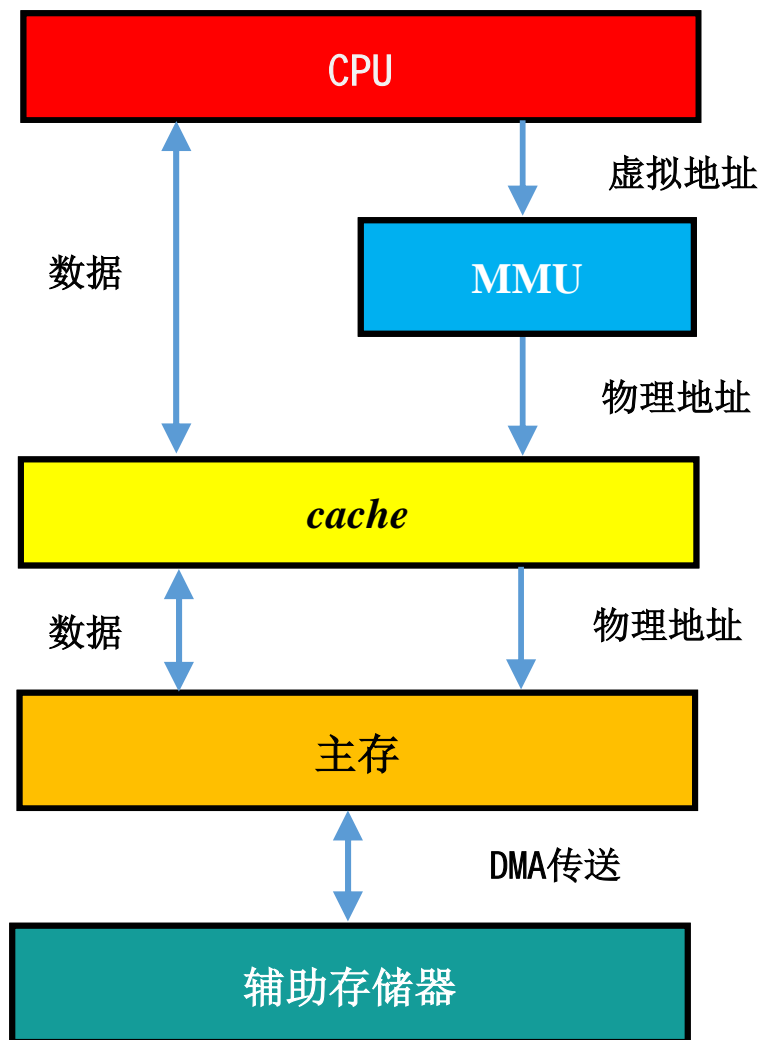 CPU
虚拟地址
数据
MMU
物理地址
cache
数据
物理地址
主存
DMA传送
辅助存储器